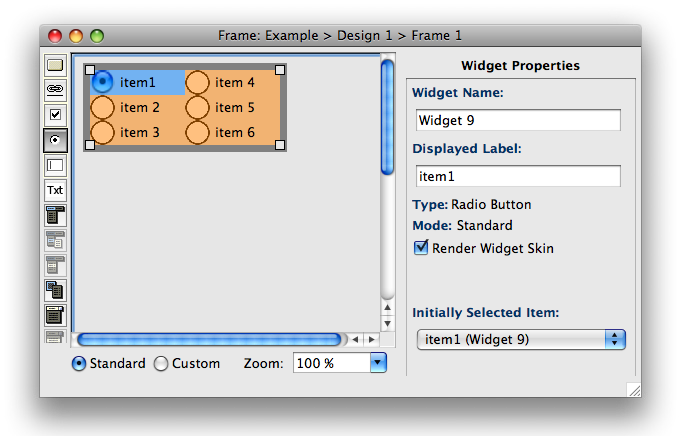 Frame: Example > Design 1 > Frame 1
item1
item 4
item 2
item 5
item 3
item 6
Txt
Standard
Custom
Zoom:
100 %
Widget Properties
Widget Name:
Widget 9
Displayed Label:
item1
Type: Radio Button
Mode: Standard
Render Widget Skin
Initially Selected Item:
item1 (Widget 9)